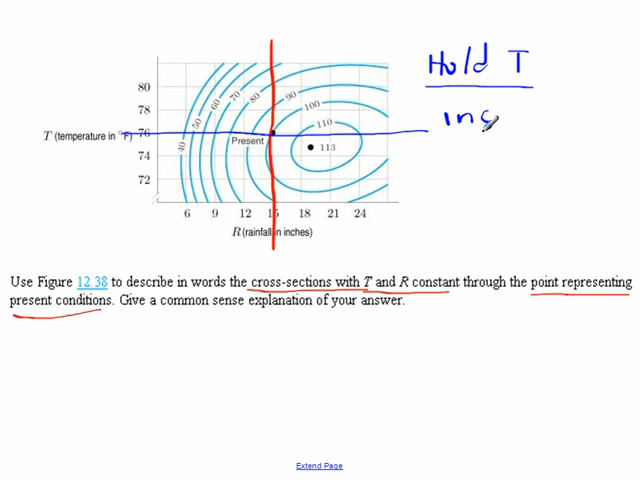 Hold T
80
78
76
74
72
T (temperature in °F)
40
50
60
70
80
90
100
110
113
Present
6 9 12 15 18 21 24
R (rainfall in inches)
Use Figure 12.38 to describe in words the cross-sections with T and R constant through the point representing
present conditions. Give a common sense explanation of your answer.
Extend Page